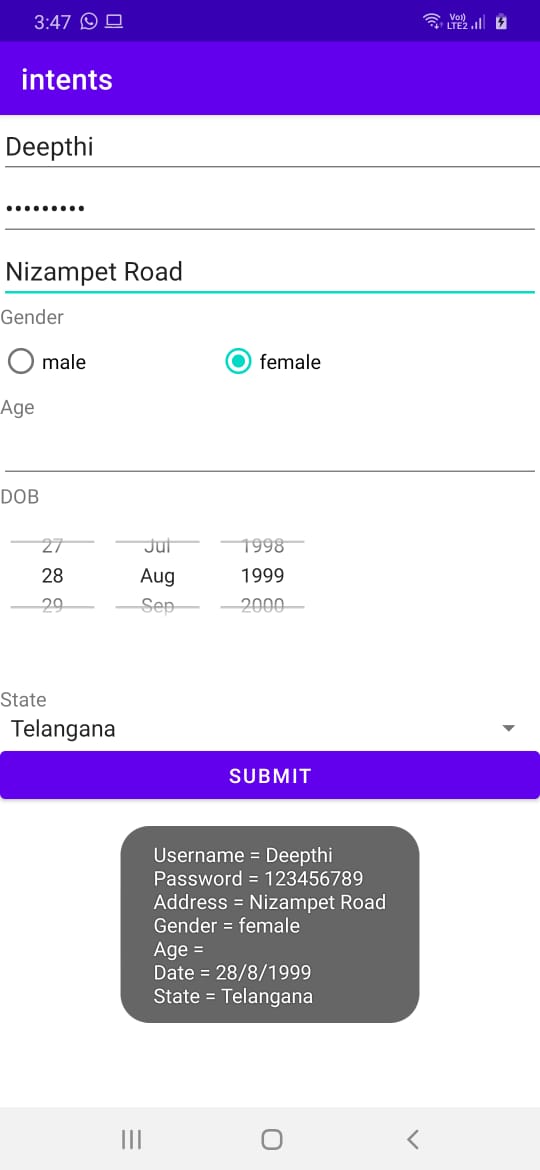 3:47 Vo)) LTE2
intents
Deepthi
•••••••••
Nizampet Road
Gender
male female
Age
DOB
27 Jul 1998
28 Aug 1999
29 Sep 2000
State
Telangana
SUBMIT
Username = Deepthi
Password = 123456789
Address = Nizampet Road
Gender = female
Age =
Date = 28/8/1999
State = Telangana